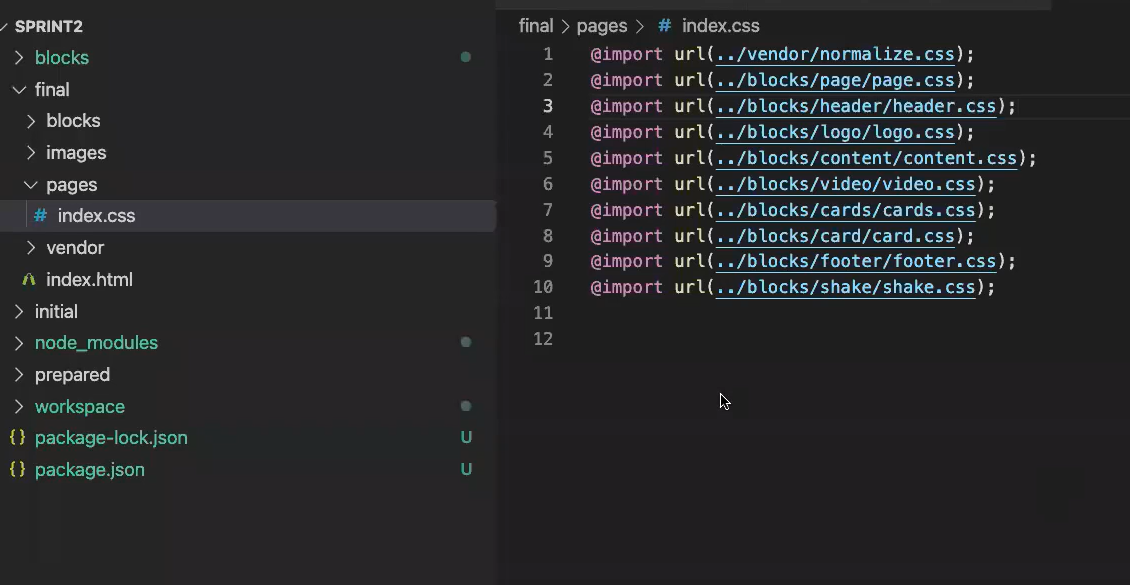 SPRINT2
blocks
final
blocks
images
pages
# index.css
vendor
index.html
initial
node_modules
prepared
workspace
{} package-lock.json U
{} package.json U
final > pages > # index.css
1 @import url(../vendor/normalize.css);
2 @import url(../blocks/page/page.css);
3 @import url(../blocks/header/header.css);
4 @import url(../blocks/logo/logo.css);
5 @import url(../blocks/content/content.css);
6 @import url(../blocks/video/video.css);
7 @import url(../blocks/cards/cards.css);
8 @import url(../blocks/card/card.css);
9 @import url(../blocks/footer/footer.css);
10 @import url(../blocks/shake/shake.css);
11
12